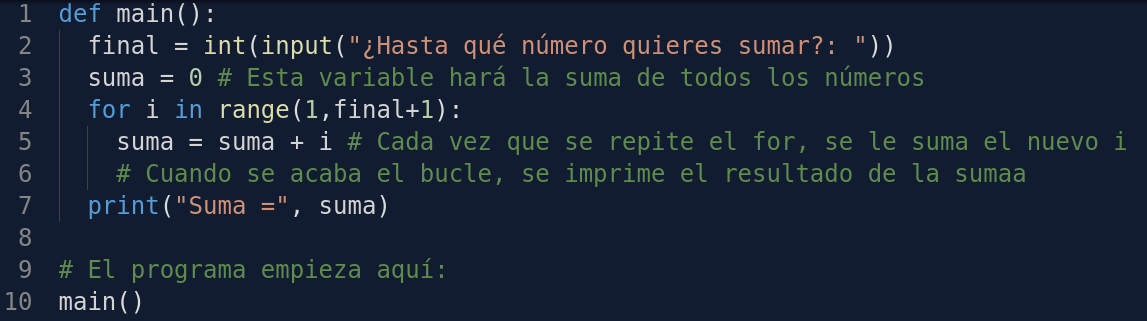 1 def main():
2   final = int(input("¿Hasta qué número quieres sumar?: "))
3   suma = 0 # Esta variable hará la suma de todos los números
4   for i in range(1,final+1):
5     suma = suma + i # Cada vez que se repite el for, se le suma el nuevo i
6     # Cuando se acaba el bucle, se imprime el resultado de la sumaa
7   print("Suma =", suma)
8
9 # El programa empieza aquí:
10 main()